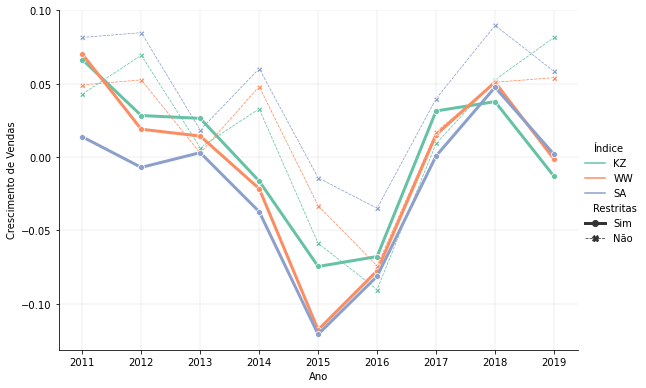 0.10
0.05
0.00
−0.05
−0.10
Crescimento de Vendas
2011 2012 2013 2014 2015 2016 2017 2018 2019
Ano
Índice
KZ
WW
SA
Restritas
Sim
Não